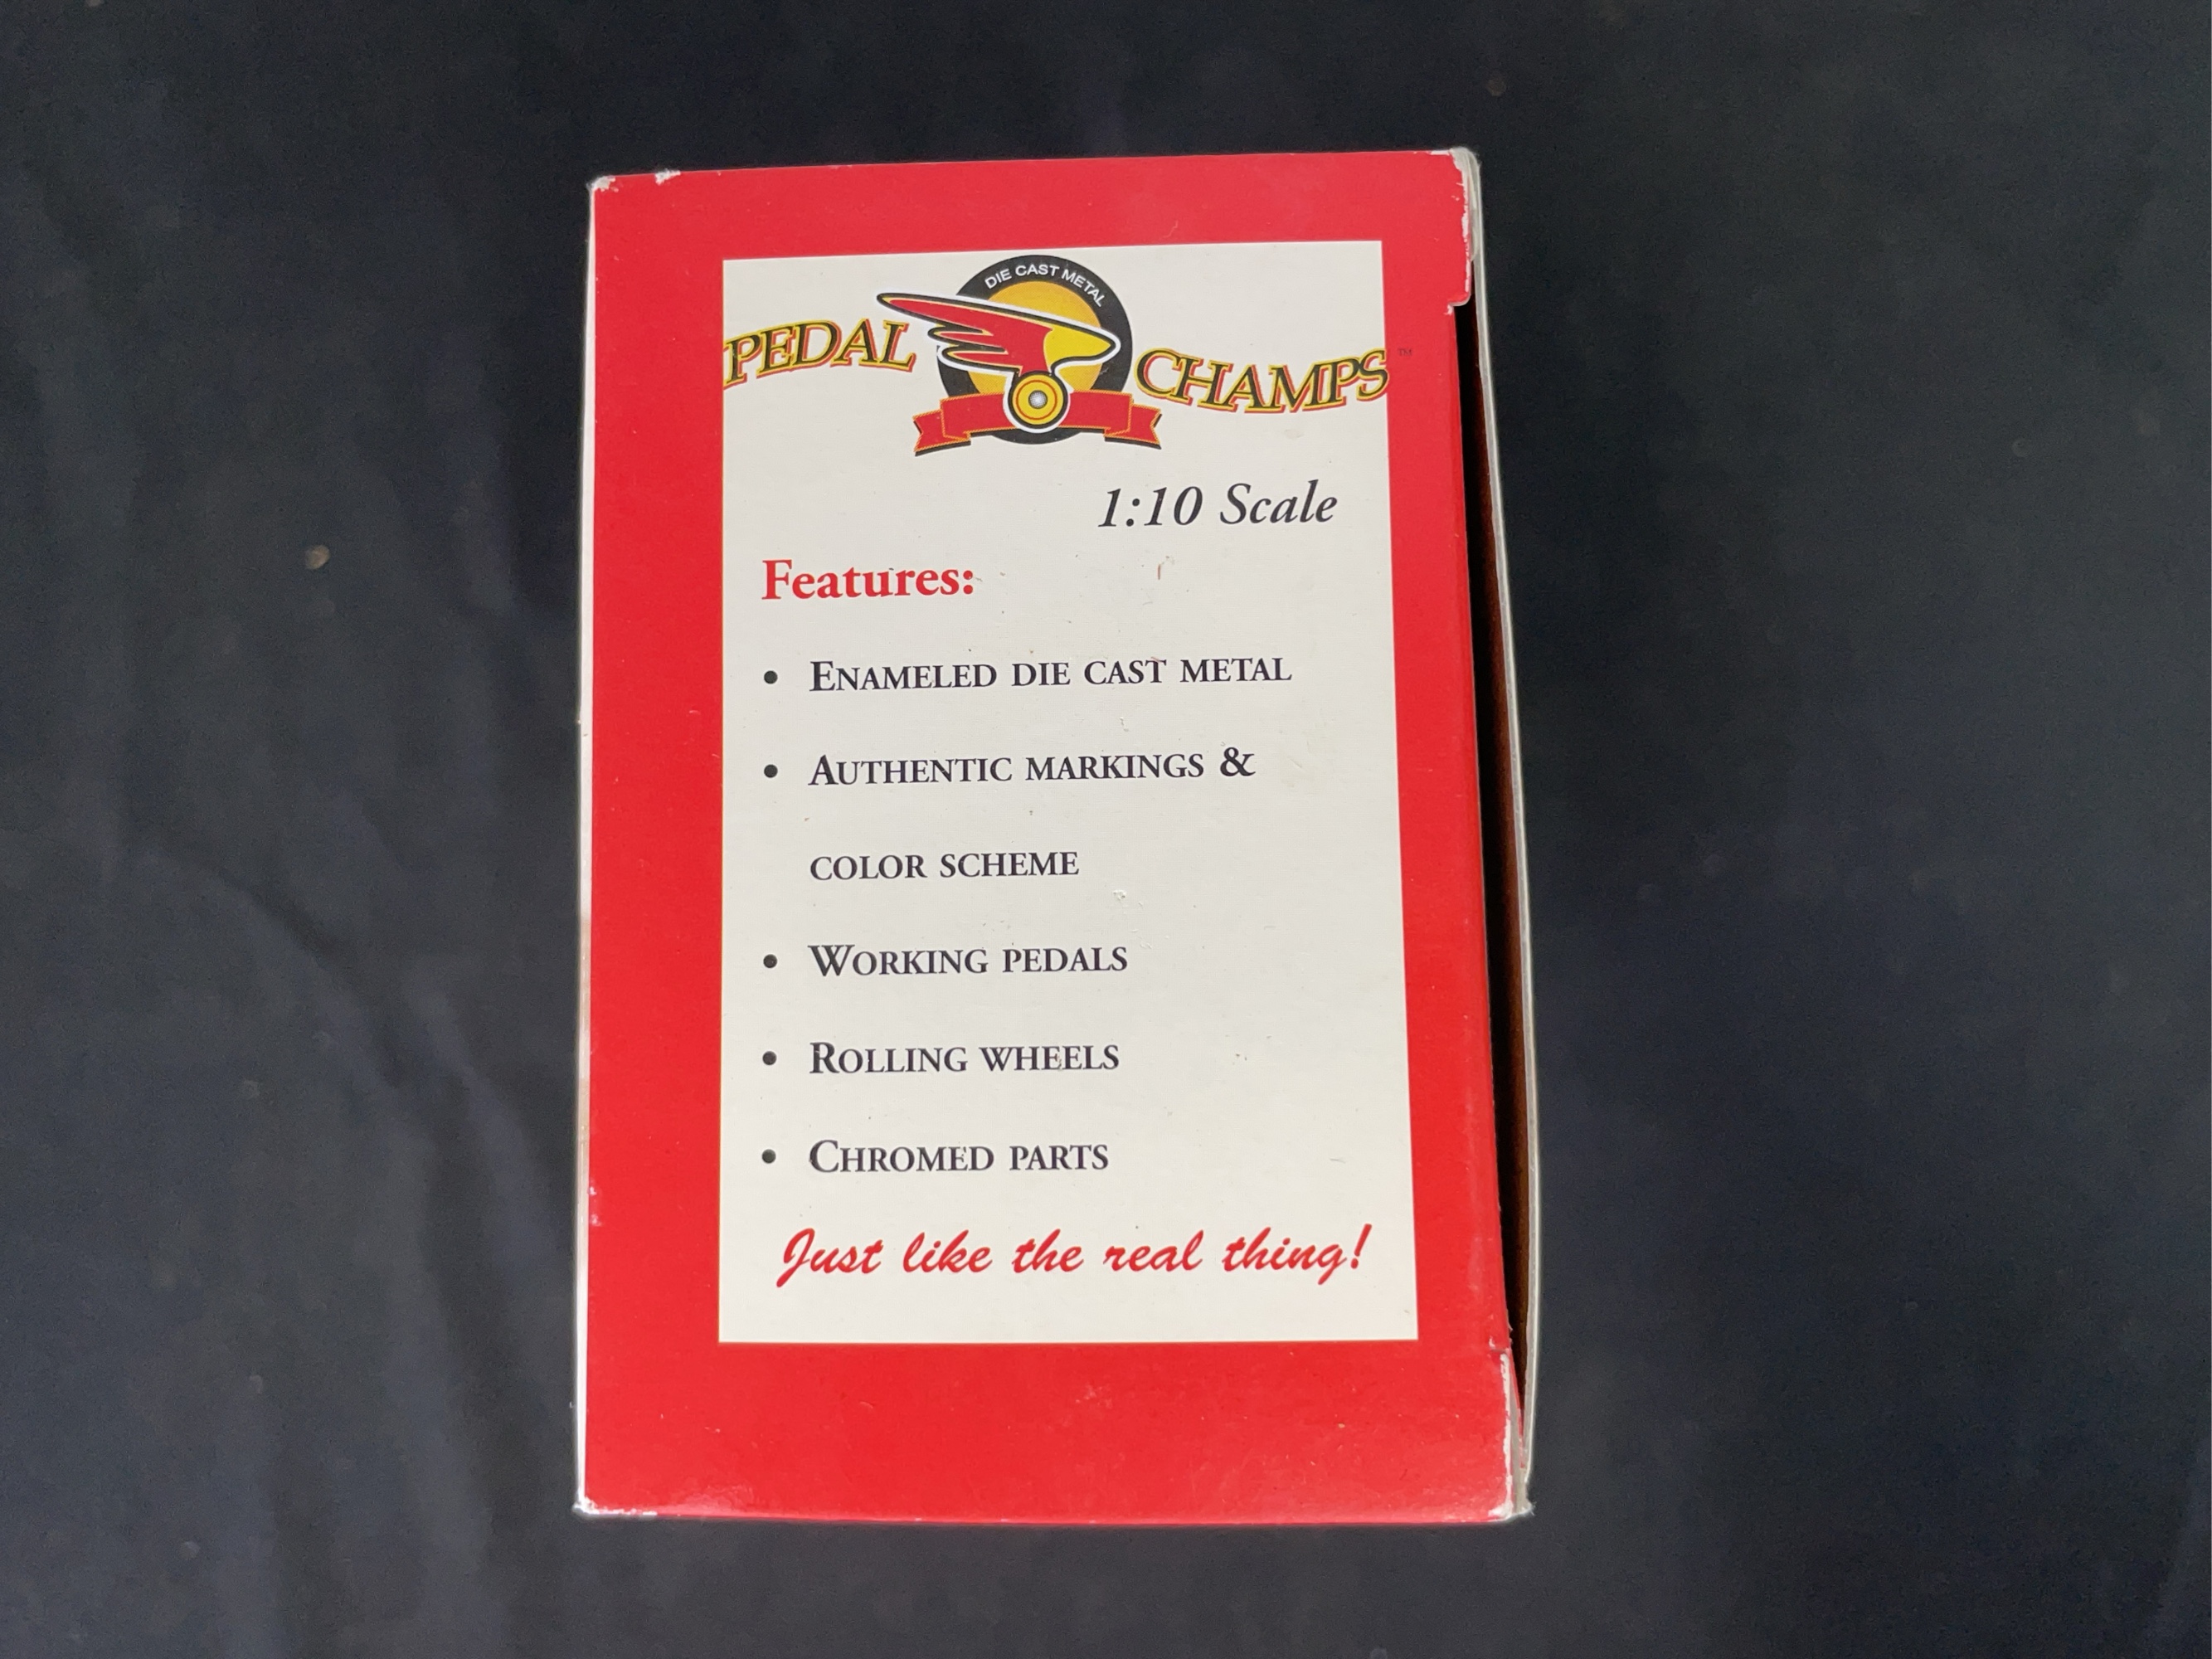 DIE CAST METAL
PEDAL CHAMPS™
1:10 Scale
Features:
• ENAMELED DIE CAST METAL
• AUTHENTIC MARKINGS &
COLOR SCHEME
• WORKING PEDALS
• ROLLING WHEELS
• CHROMED PARTS
Just like the real thing!